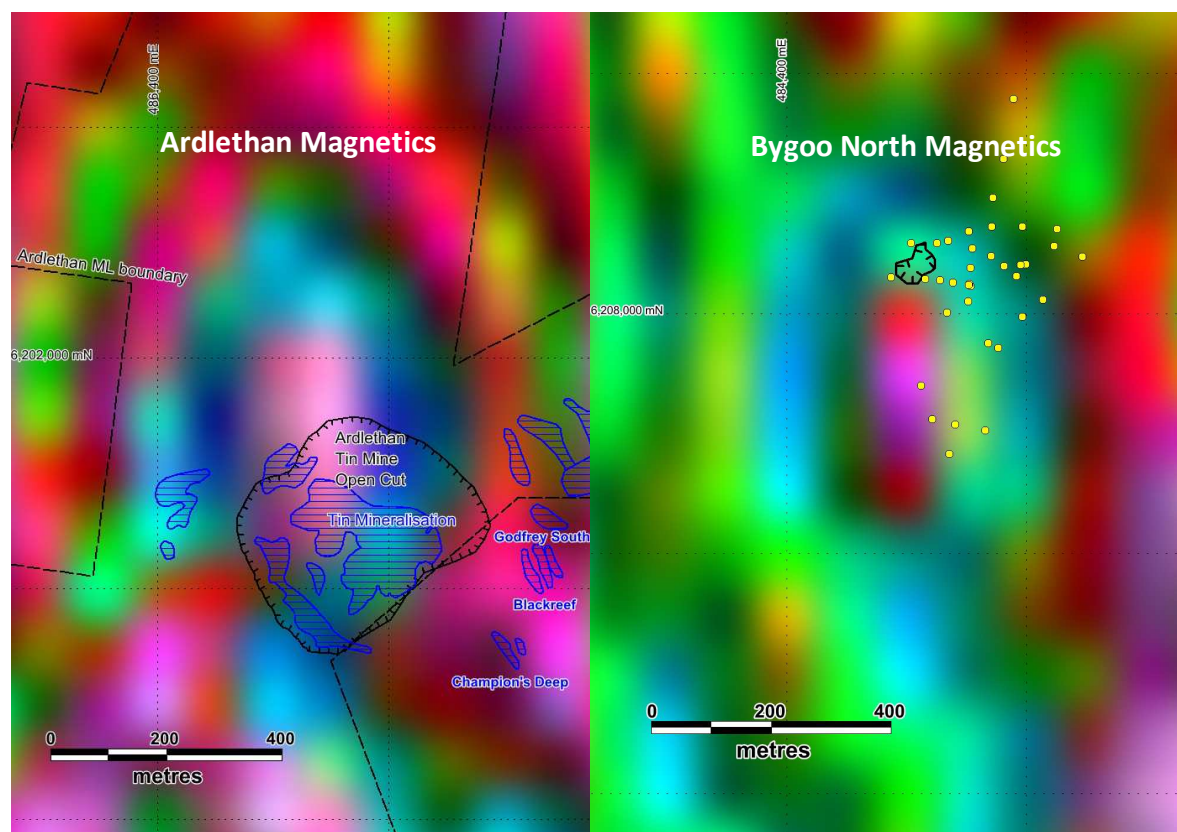 Ardlethan Magnetics
486,400 mE
Ardlethan ML boundary
6,202,000 mN
Ardlethan
Tin Mine
Open Cut
Tin Mineralisation
Godfrey South
Blackreef
Champion's Deep
0 200 400
metres
Bygoo North Magnetics
484,400 mE
6,208,000 mN
0 200 400
metres